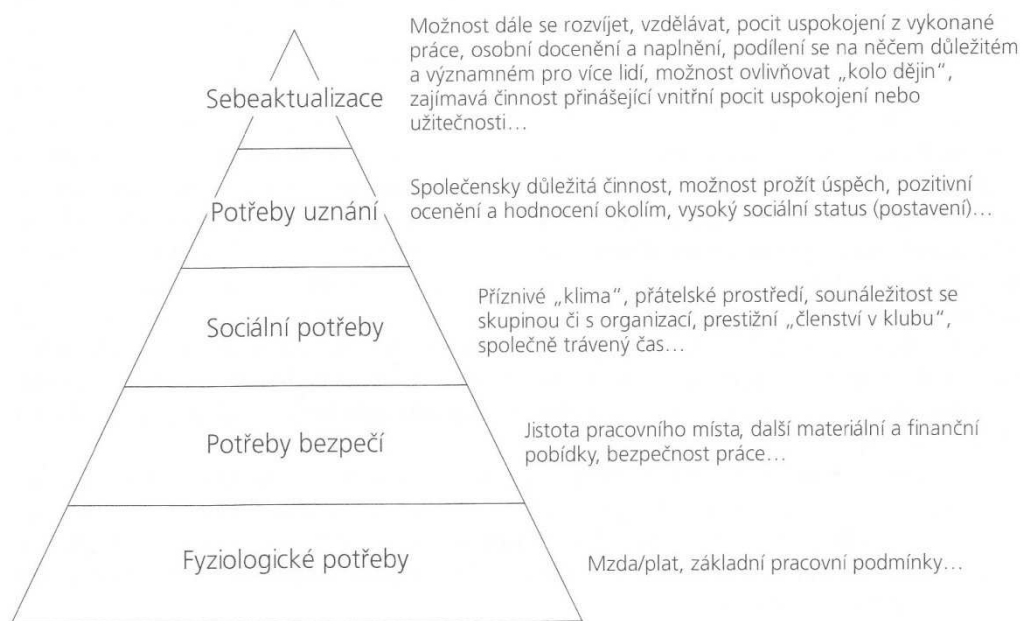 Možnost dále se rozvíjet, vzdělávat, pocit uspokojení z vykonané
práce, osobní docenění a naplnění, podílení se na něčem důležitém
a významném pro více lidí, možnost ovlivňovat „kolo dějin“,
zajímavá činnost přinášející vnitřní pocit uspokojení nebo
užitečnosti…
Sebeaktualizace
Společensky důležitá činnost, možnost prožít úspěch, pozitivní
ocenění a hodnocení okolím, vysoký sociální status (postavení)…
Potřeby uznání
Příznivé „klima“, přátelské prostředí, sounáležitost se
skupinou či s organizací, prestižní „členství v klubu“,
společně trávený čas…
Sociální potřeby
Jistota pracovního místa, další materiální a finanční
pobídky, bezpečnost práce…
Potřeby bezpečí
Fyziologické potřeby
Mzda/plat, základní pracovní podmínky…